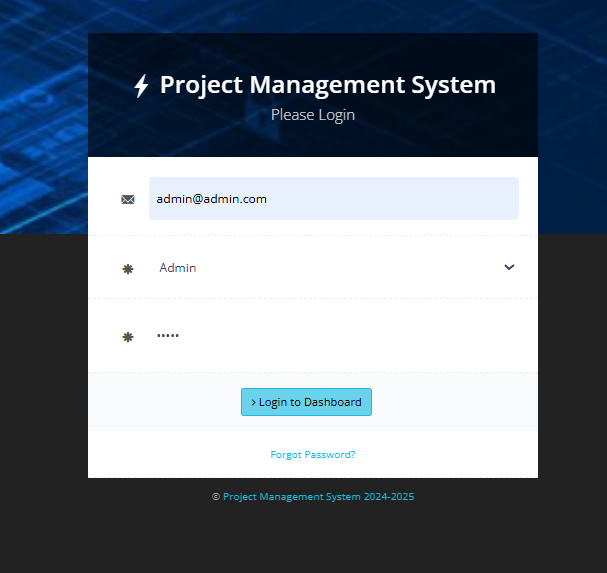 Project Management System
Please Login
admin@admin.com
Admin
•••••
> Login to Dashboard
Forgot Password?
© Project Management System 2024-2025